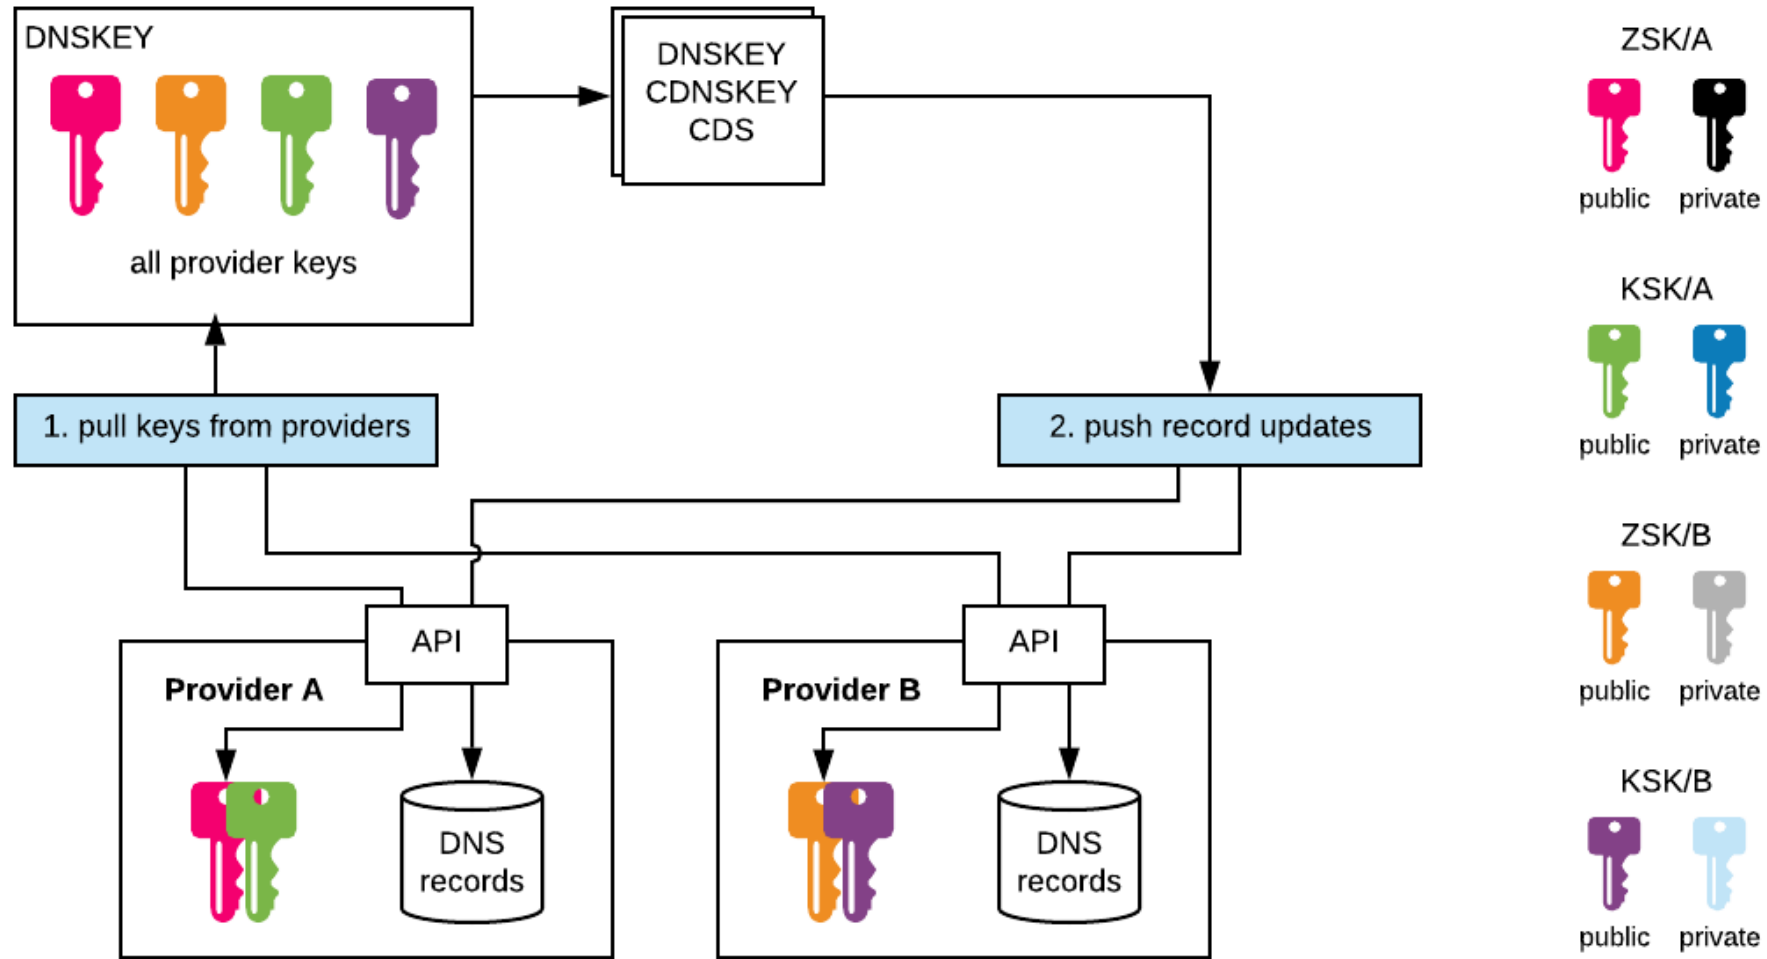 DNSKEY
all provider keys
DNSKEY
CDNSKEY
CDS
1. pull keys from providers
2. push record updates
API
Provider A
DNS
records
API
Provider B
DNS
records
ZSK/A
public private
KSK/A
public private
ZSK/B
public private
KSK/B
public private